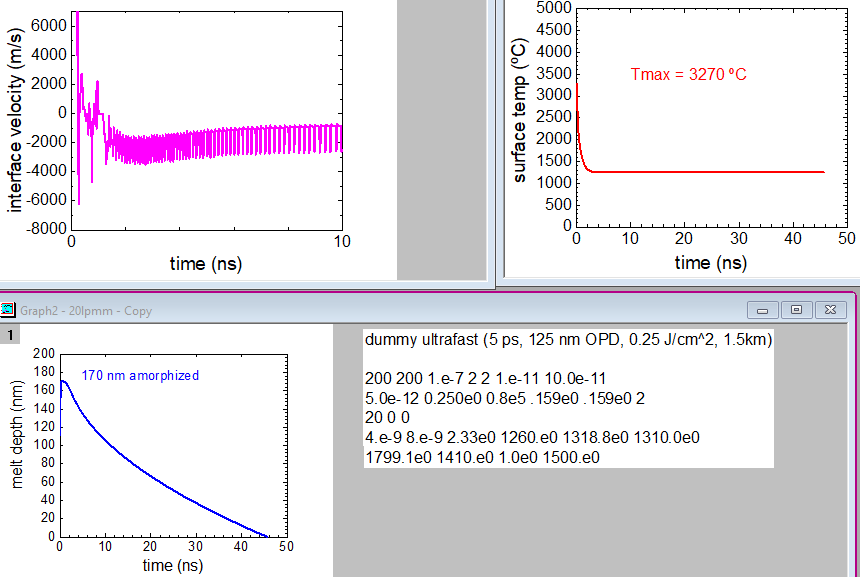 6000
4000
2000
0
-2000
-4000
-6000
-8000
interface velocity (m/s)
0 10
time (ns)
5000
4500
4000
3500
3000
2500
2000
1500
1000
500
0
surface temp (ºC)
Tmax = 3270 ºC
0 10 20 30 40 50
time (ns)
Graph2 - 20lpmm - Copy
1
200
180
160
140
120
100
80
60
40
20
0
melt depth (nm)
170 nm amorphized
0 10 20 30 40 50
time (ns)
dummy ultrafast (5 ps, 125 nm OPD, 0.25 J/cm^2, 1.5km)
200 200 1.e-7 2 2 1.e-11 10.0e-11
5.0e-12 0.250e0 0.8e5 .159e0 .159e0 2
20 0 0
4.e-9 8.e-9 2.33e0 1260.e0 1318.8e0 1310.0e0
1799.1e0 1410.e0 1.0e0 1500.e0